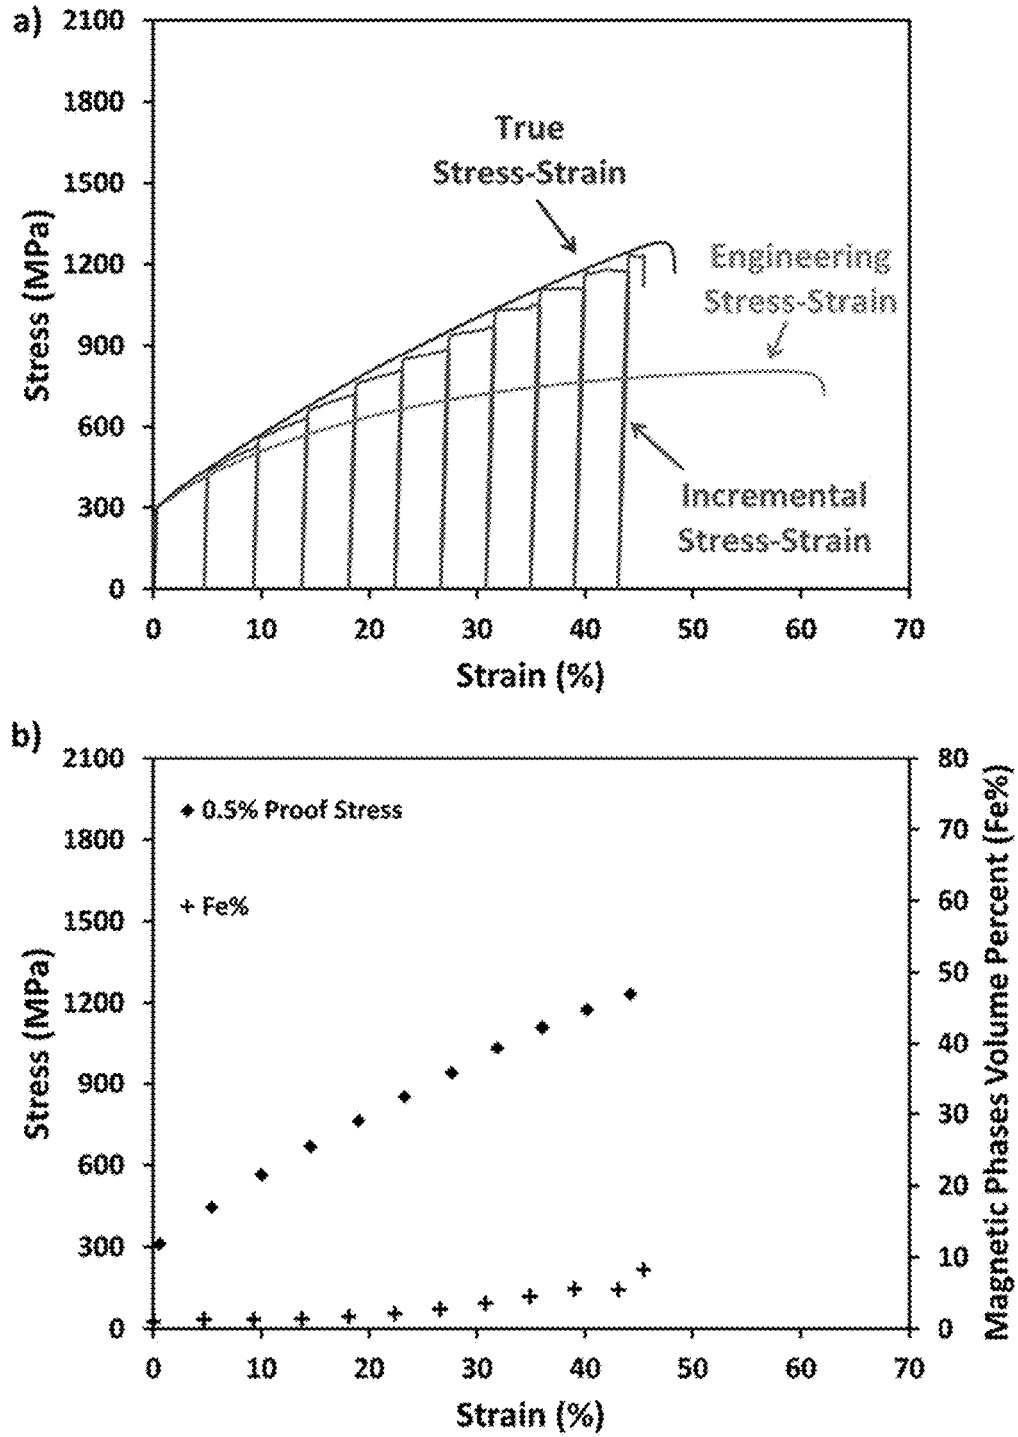 a)
2100
1800
1500
1200
900
600
300
0
Stress (MPa)
True
Stress-Strain
Engineering
Stress-Strain
Incremental
Stress-Strain
0 10 20 30 40 50 60 70
Strain (%)
b)
2100
1800
1500
1200
900
600
300
0
Stress (MPa)
0.5% Proof Stress
Fe%
80
70
60
50
40
30
20
10
0
Magnetic Phases Volume Percent (Fe%)
0 10 20 30 40 50 60 70
Strain (%)